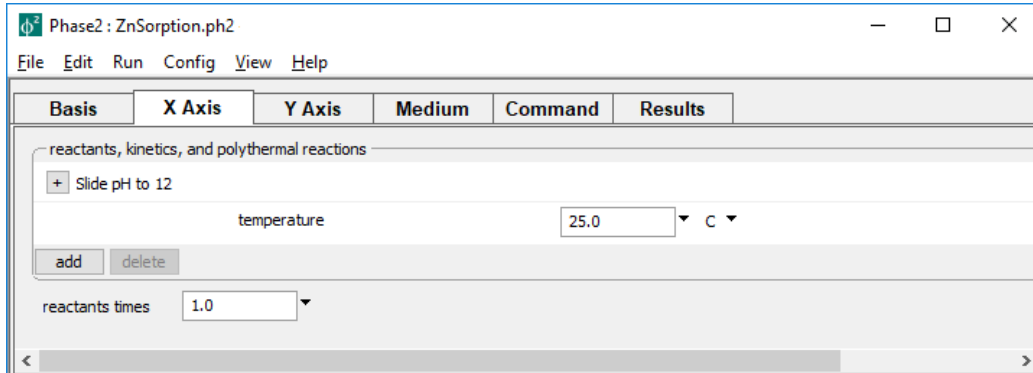 Phase2 : ZnSorption.ph2
File Edit Run Config View Help
Basis X Axis Y Axis Medium Command Results
reactants, kinetics, and polythermal reactions
+ Slide pH to 12
temperature 25.0 C
add delete
reactants times 1.0